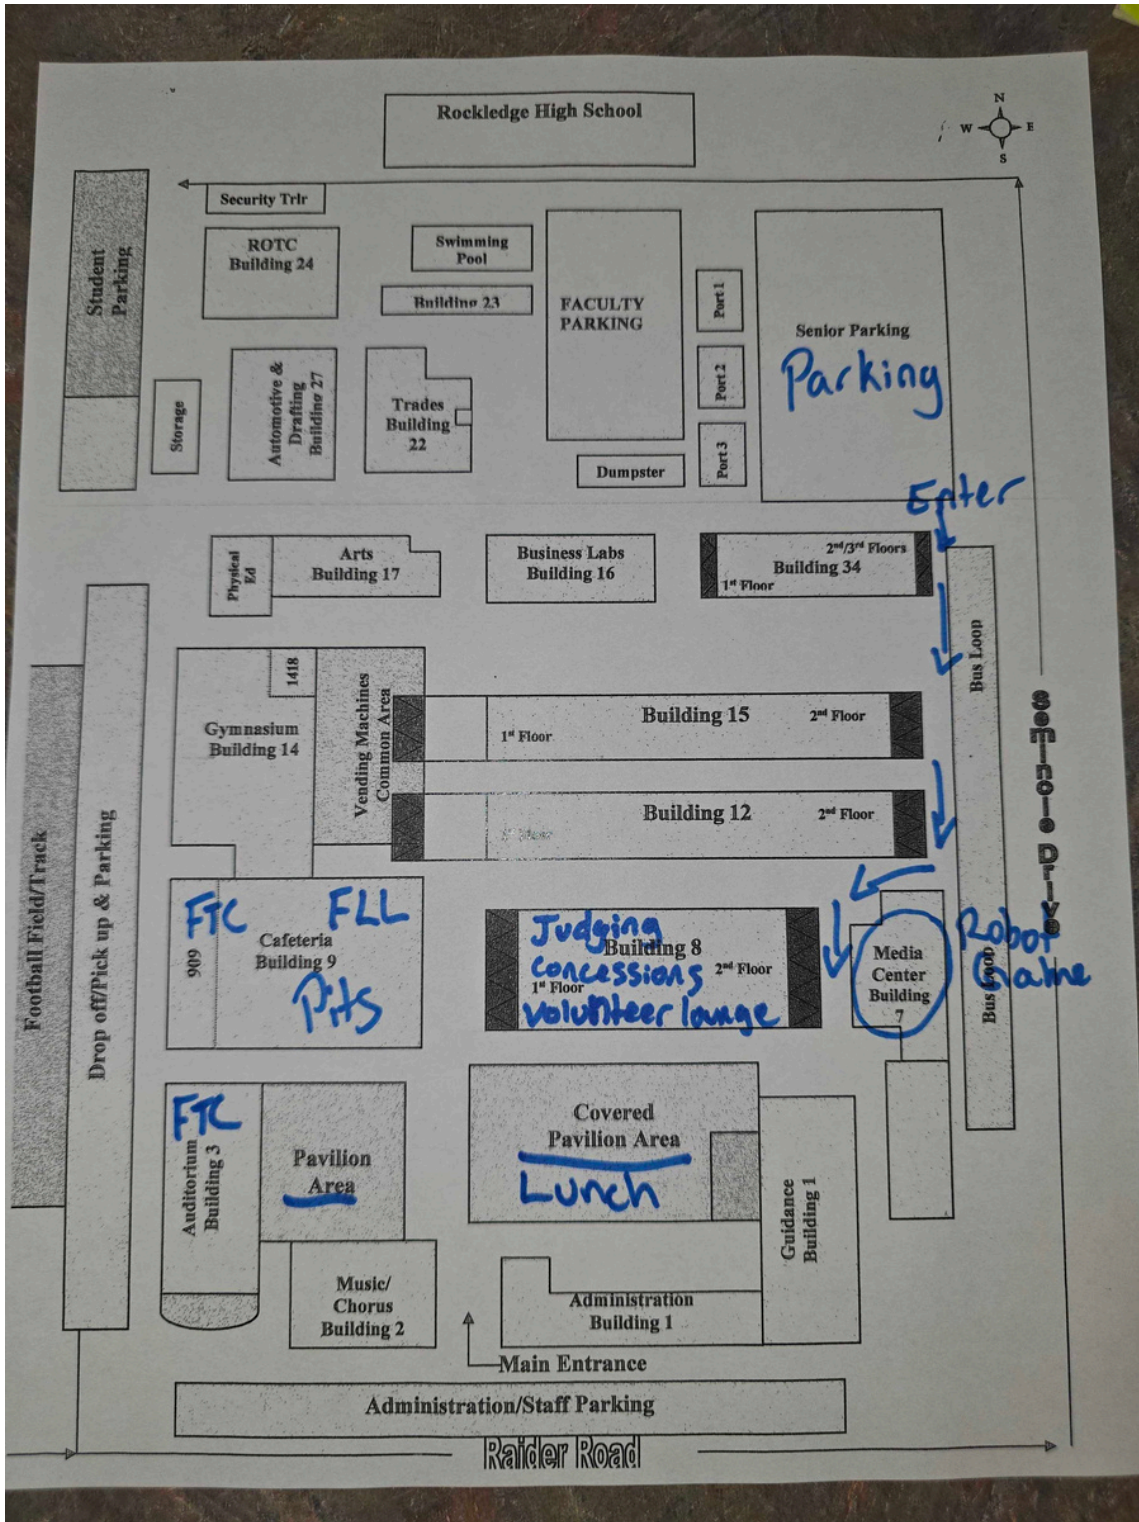 Rockledge High School
N
W E
S
Security Trlr
Student
Parking
ROTC
Building 24
Swimming
Pool
Building 23
FACULTY
PARKING
Port 1
Port 2
Port 3
Senior Parking
Parking
Storage
Automotive &
Drafting
Building 27
Trades
Building
22
Dumpster
Enter
Physical
Ed
Arts
Building 17
Business Labs
Building 16
2nd/3rd Floors
Building 34
1st Floor
Bus Loop
Seminole Drive
1418
Gymnasium
Building 14
Vending Machines
Common Area
Building 15
2nd Floor
1st Floor
Building 12
2nd Floor
Football Field/Track
Drop off/Pick up & Parking
FTC
FLL
909
Cafeteria
Building 9
Pits
Judging
Building 8
concessions
2nd Floor
1st Floor
volunteer lounge
Media
Center
Building
7
Robot
Game
Bus Loop
FTC
Auditorium
Building 3
Pavilion
Area
Covered
Pavilion Area
Lunch
Guidance
Building 1
Music/
Chorus
Building 2
Administration
Building 1
Main Entrance
Administration/Staff Parking
Raider Road